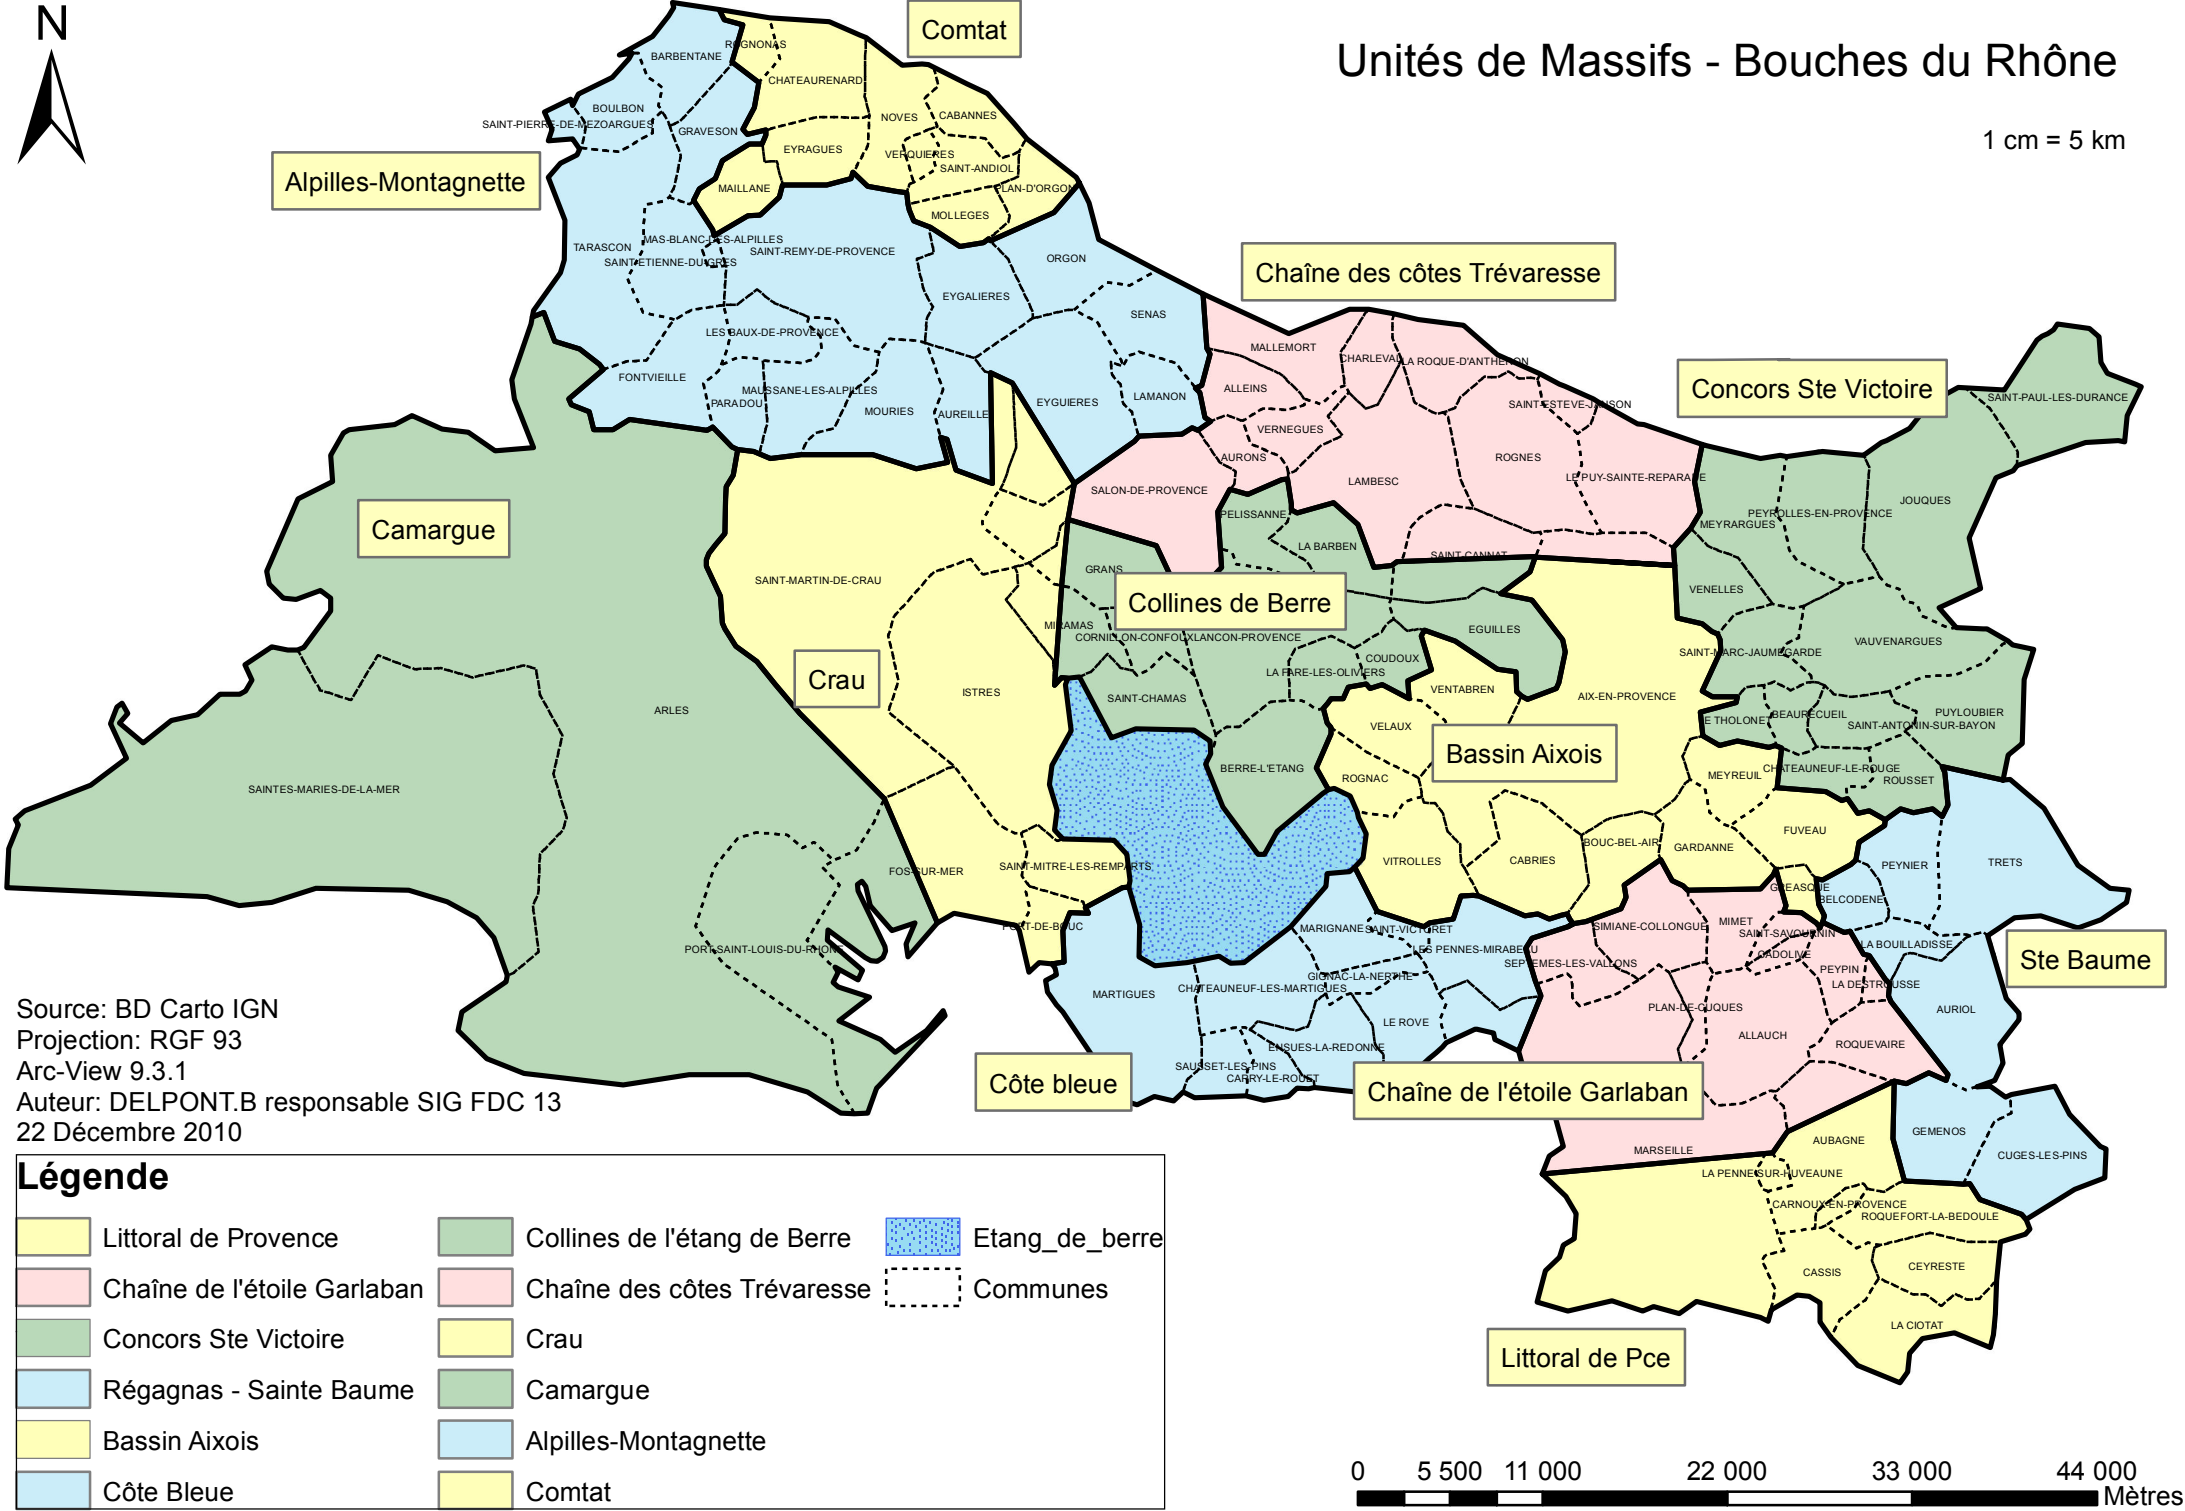 N
Unités de Massifs - Bouches du Rhône
1 cm = 5 km
Comtat
Alpilles-Montagnette
Chaîne des côtes Trévaresse
Concors Ste Victoire
Camargue
Collines de Berre
Crau
Bassin Aixois
Ste Baume
Côte bleue
Chaîne de l'étoile Garlaban
Littoral de Pce
BARBENTANE
ROGNONAS
CHATEAURENARD
BOULBON
SAINT-PIERRE-DE-MEZOARGUES
GRAVESON
NOVES
CABANNES
EYRAGUES
VERQUIERES
SAINT-ANDIOL
MAILLANE
PLAN-D'ORGON
MOLLEGES
TARASCON
MAS-BLANC-DES-ALPILLES
SAINT-ETIENNE-DU-GRES
SAINT-REMY-DE-PROVENCE
ORGON
EYGALIERES
SENAS
LES BAUX-DE-PROVENCE
FONTVIEILLE
MAUSSANE-LES-ALPILLES
PARADOU
MOURIES
AUREILLE
EYGUIERES
LAMANON
MALLEMORT
CHARLEVAL
LA ROQUE-D'ANTHERON
ALLEINS
SAINT-ESTEVE-JANSON
VERNEGUES
AURONS
ROGNES
LAMBESC
LE PUY-SAINTE-REPARADE
SALON-DE-PROVENCE
SAINT-CANNAT
SAINT-PAUL-LES-DURANCE
JOUQUES
PEYROLLES-EN-PROVENCE
MEYRARGUES
VENELLES
VAUVENARGUES
SAINT-MARC-JAUMEGARDE
PELISSANNE
LA BARBEN
GRANS
CORNILLON-CONFOUX
LANCON-PROVENCE
EGUILLES
COUDOUX
LA FARE-LES-OLIVIERS
SAINT-CHAMAS
BERRE-L'ETANG
SAINT-MARTIN-DE-CRAU
MIRAMAS
ISTRES
ARLES
SAINTES-MARIES-DE-LA-MER
PORT-SAINT-LOUIS-DU-RHONE
FOS-SUR-MER
SAINT-MITRE-LES-REMPARTS
PORT-DE-BOUC
VENTABREN
AIX-EN-PROVENCE
VELAUX
ROGNAC
VITROLLES
CABRIES
BOUC-BEL-AIR
GARDANNE
MEYREUIL
FUVEAU
GREASQUE
LE THOLONET
BEAURECUEIL
SAINT-ANTONIN-SUR-BAYON
PUYLOUBIER
CHATEAUNEUF-LE-ROUGE
ROUSSET
PEYNIER
TRETS
BELCODENE
LA BOUILLADISSE
AURIOL
GEMENOS
CUGES-LES-PINS
MARIGNANE
SAINT-VICTORET
LES PENNES-MIRABEAU
GIGNAC-LA-NERTHE
MARTIGUES
CHATEAUNEUF-LES-MARTIGUES
LE ROVE
ENSUES-LA-REDONNE
SAUSSET-LES-PINS
CARRY-LE-ROUET
SIMIANE-COLLONGUE
MIMET
SAINT-SAVOURNIN
CADOLIVE
SEPTEMES-LES-VALLONS
PEYPIN
LA DESTROUSSE
PLAN-DE-CUQUES
ALLAUCH
ROQUEVAIRE
MARSEILLE
AUBAGNE
LA PENNE-SUR-HUVEAUNE
CARNOUX-EN-PROVENCE
ROQUEFORT-LA-BEDOULE
CASSIS
CEYRESTE
LA CIOTAT
Source: BD Carto IGN
Projection: RGF 93
Arc-View 9.3.1
Auteur: DELPONT.B responsable SIG FDC 13
22 Décembre 2010
Légende
Littoral de Provence
Chaîne de l'étoile Garlaban
Concors Ste Victoire
Régagnas - Sainte Baume
Bassin Aixois
Côte Bleue
Collines de l'étang de Berre
Chaîne des côtes Trévaresse
Crau
Camargue
Alpilles-Montagnette
Comtat
Etang_de_berre
Communes
0 5 500 11 000 22 000 33 000 44 000
Mètres